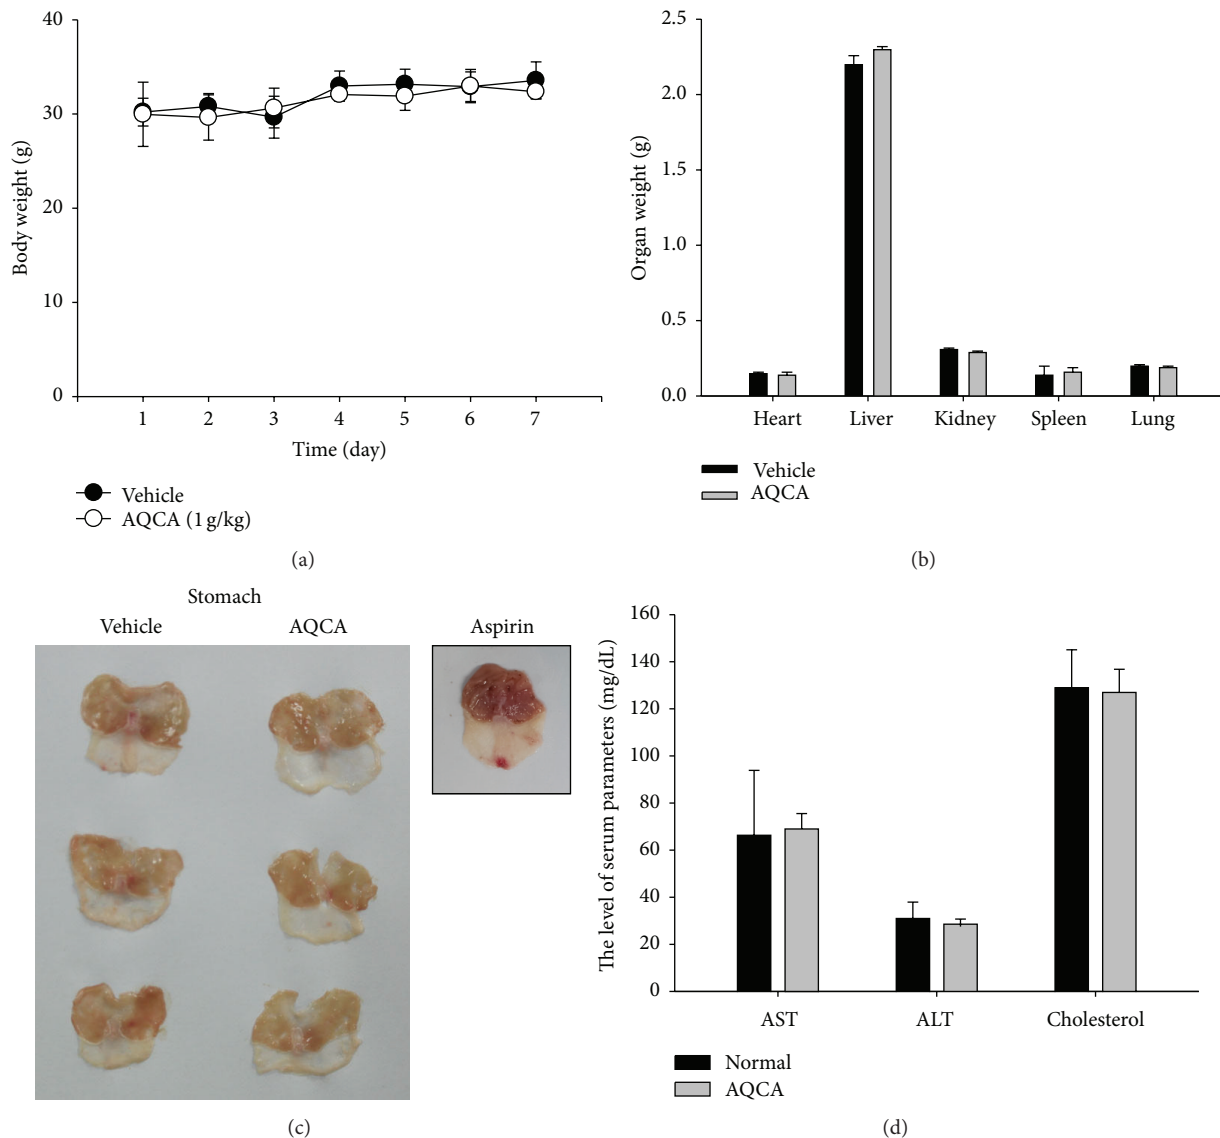 40
30
20
10
0
Body weight (g)
1 2 3 4 5 6 7
Time (day)
Vehicle
AQCA (1 g/kg)
(a)
2.5
2.0
1.5
1.0
0.5
0.0
Organ weight (g)
Heart Liver Kidney Spleen Lung
Vehicle
AQCA
(b)
Stomach
Vehicle AQCA Aspirin
(c)
160
140
120
100
80
60
40
20
0
The level of serum parameters (mg/dL)
AST ALT Cholesterol
Normal
AQCA
(d)